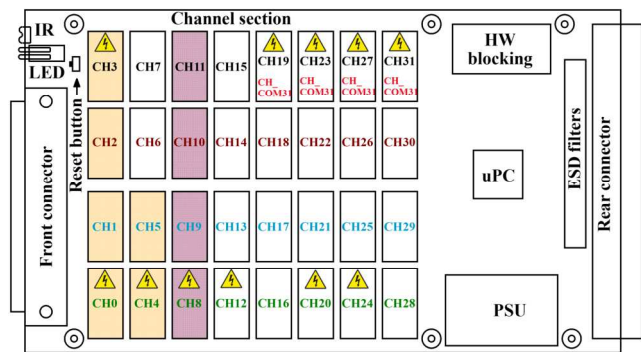 Channel section
IR
LED
Reset button
Front connector
CH3
CH7
CH11
CH15
CH19
CH_
COM31
CH23
CH_
COM31
CH27
CH_
COM31
CH31
CH_
COM31
CH2
CH6
CH10
CH14
CH18
CH22
CH26
CH30
CH1
CH5
CH9
CH13
CH17
CH21
CH25
CH29
CH0
CH4
CH8
CH12
CH16
CH20
CH24
CH28
HW
blocking
uPC
PSU
ESD filters
Rear connector